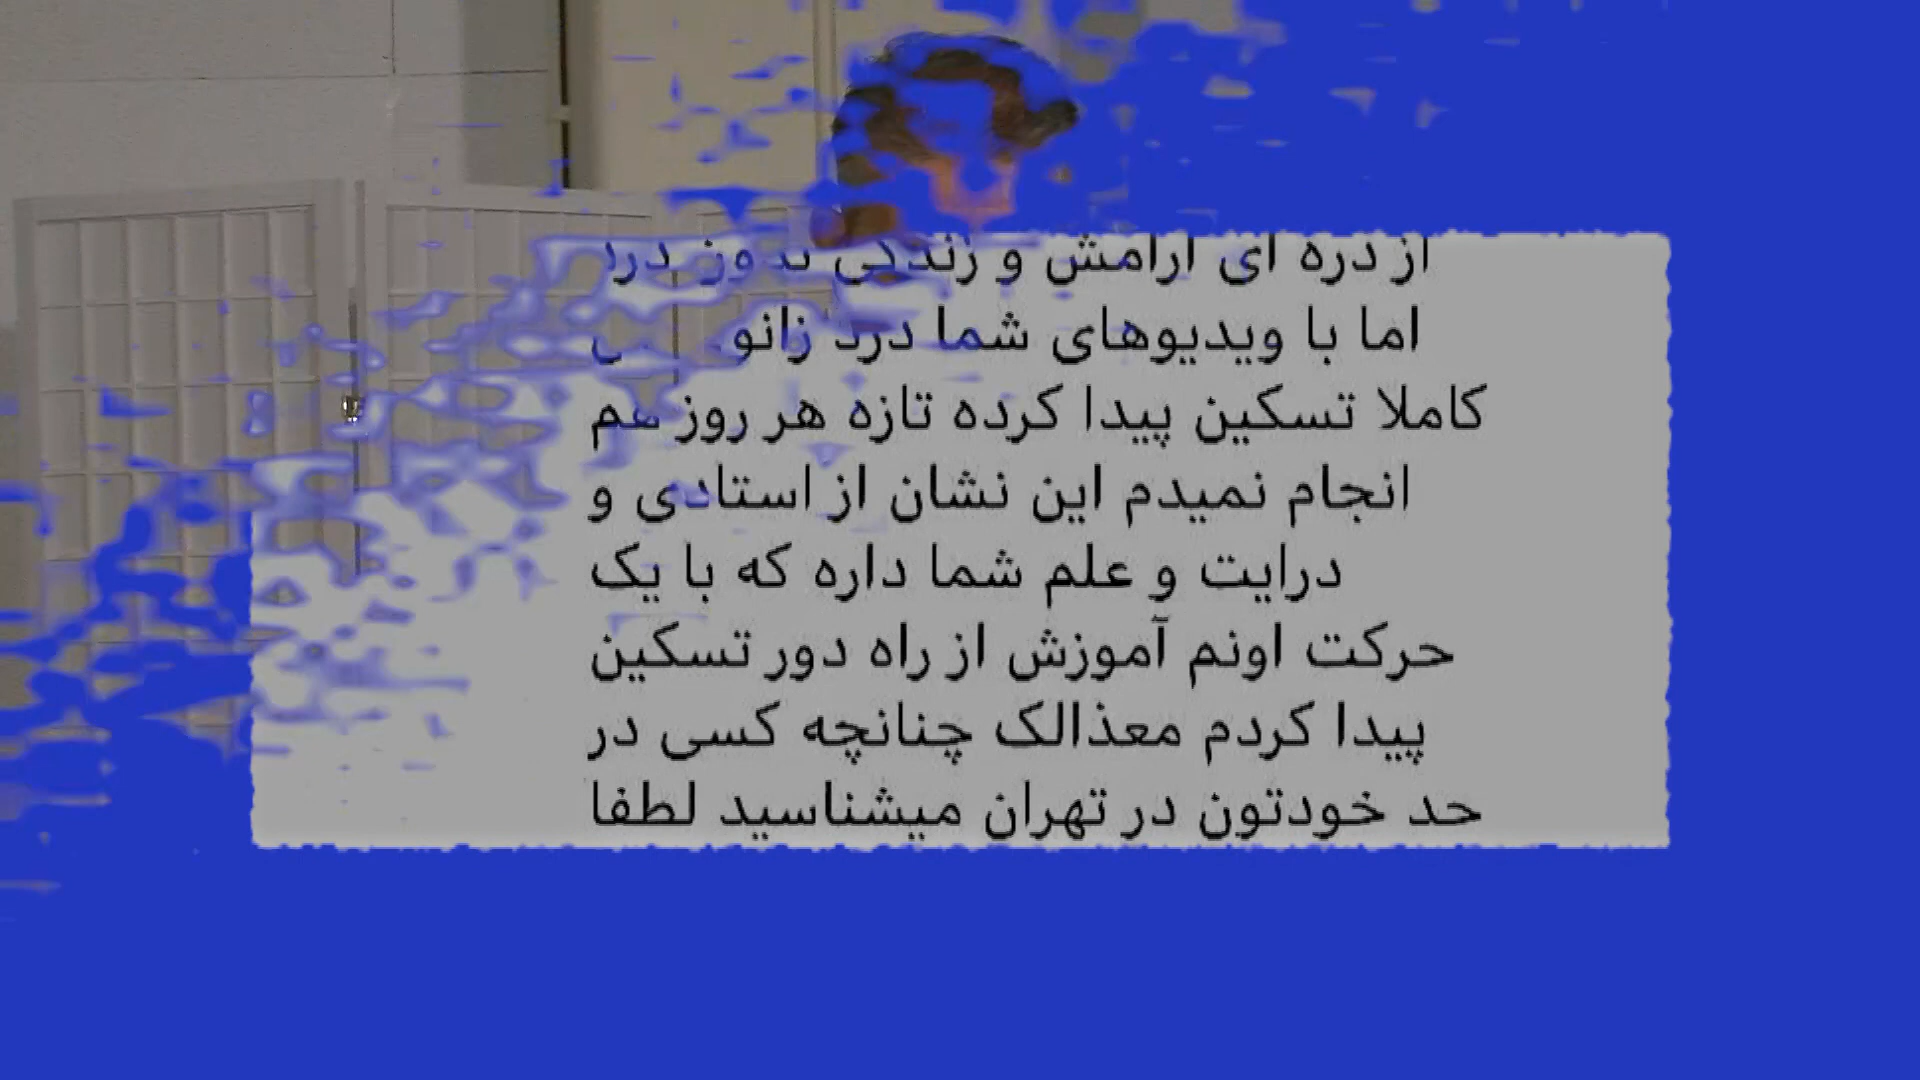 از دره ای آرامش و زندگی درد
اما با ویدیوهای شما درد زانو
کاملا تسکین پیدا کرده تازه هر روز هم
انجام نمیدم این نشان از استادی و
درایت و علم شما داره که با یک
حرکت اونم آموزش از راه دور تسکین
پیدا کردم معذالک چنانچه کسی در
حد خودتون در تهران میشناسید لطفا